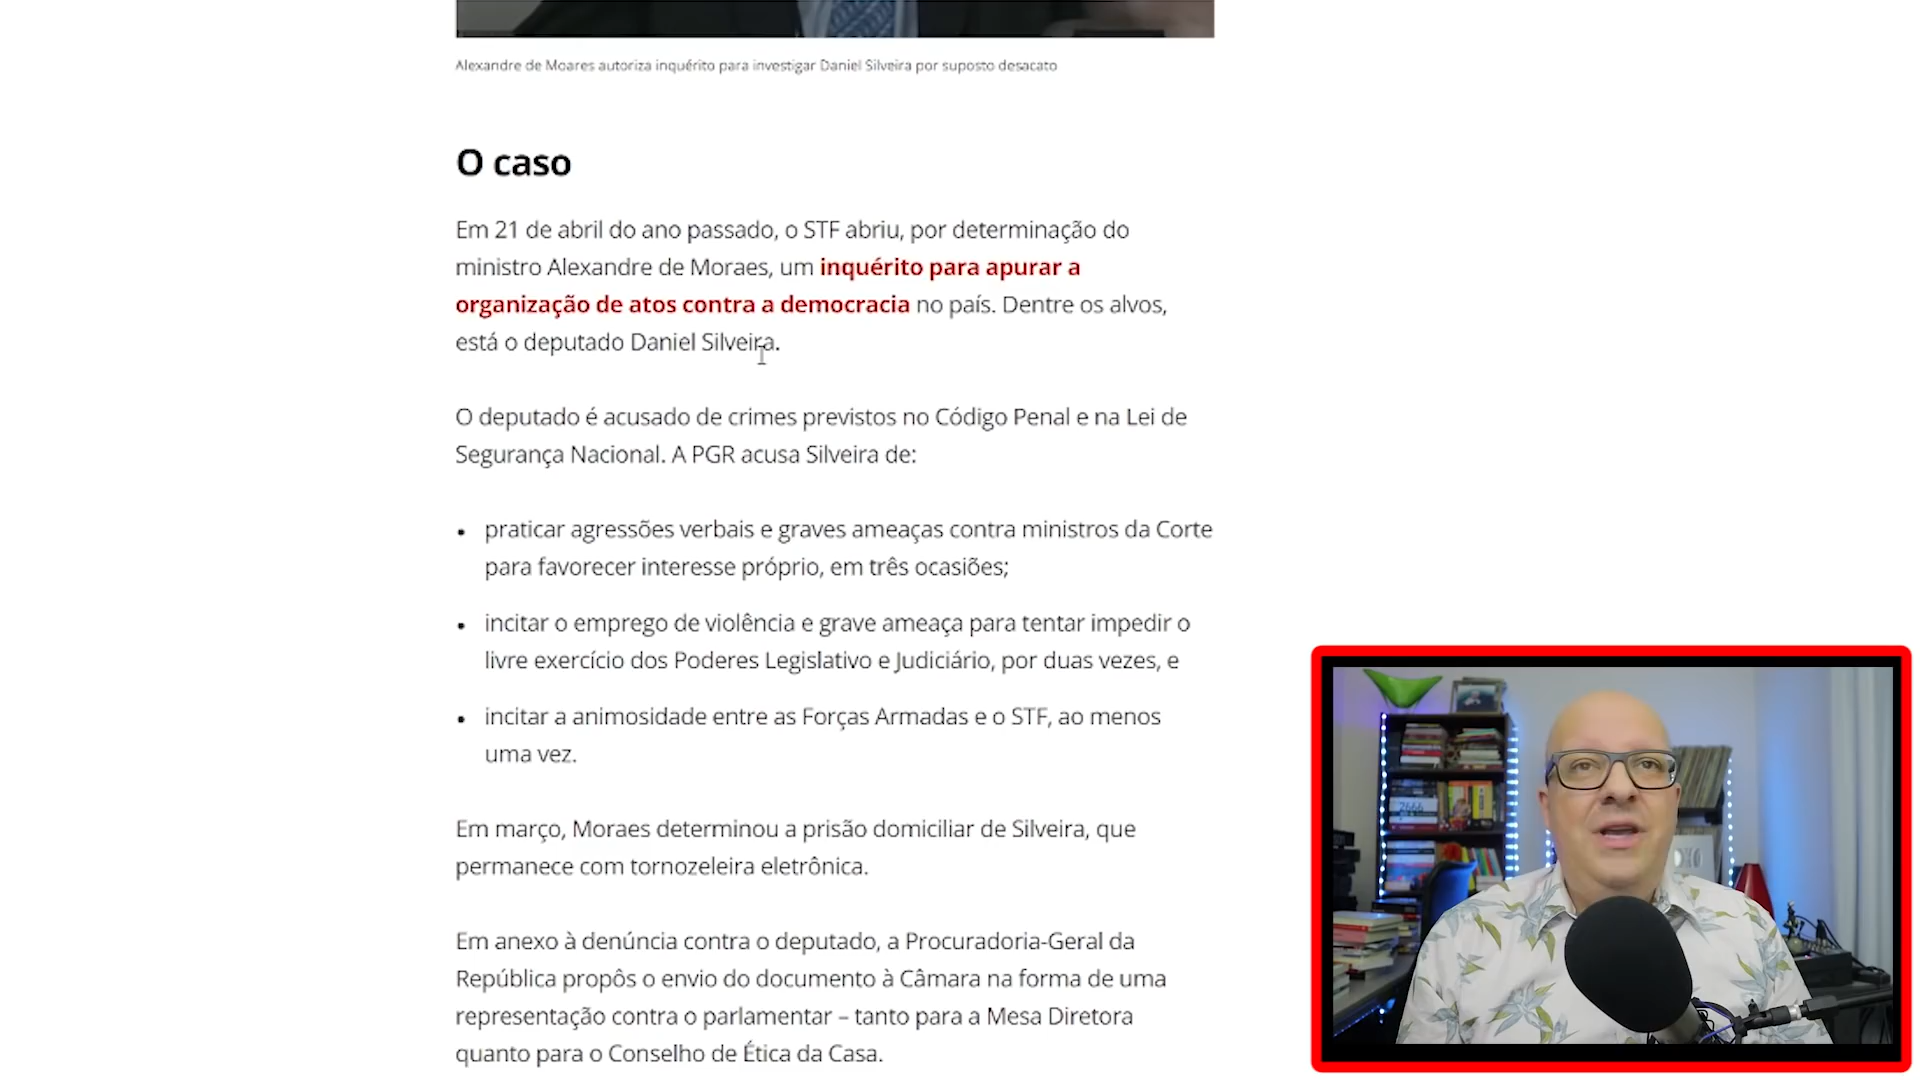 Alexandre de Moares autoriza inquérito para investigar Daniel Silveira por suposto desacato
O caso
Em 21 de abril do ano passado, o STF abriu, por determinação do
ministro Alexandre de Moraes, um inquérito para apurar a
organização de atos contra a democracia no país. Dentre os alvos,
está o deputado Daniel Silveira.
O deputado é acusado de crimes previstos no Código Penal e na Lei de
Segurança Nacional. A PGR acusa Silveira de:
• praticar agressões verbais e graves ameaças contra ministros da Corte
para favorecer interesse próprio, em três ocasiões;
• incitar o emprego de violência e grave ameaça para tentar impedir o
livre exercício dos Poderes Legislativo e Judiciário, por duas vezes, e
• incitar a animosidade entre as Forças Armadas e o STF, ao menos
uma vez.
Em março, Moraes determinou a prisão domiciliar de Silveira, que
permanece com tornozeleira eletrônica.
Em anexo à denúncia contra o deputado, a Procuradoria-Geral da
República propôs o envio do documento à Câmara na forma de uma
representação contra o parlamentar – tanto para a Mesa Diretora
quanto para o Conselho de Ética da Casa.
2666